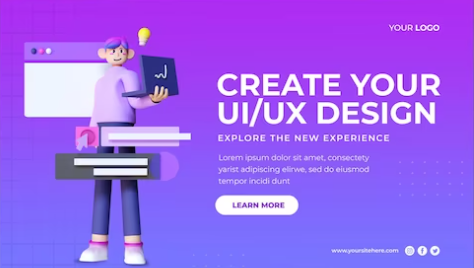 YOUR LOGO
CREATE YOUR
UI/UX DESIGN
EXPLORE THE NEW EXPERIENCE
Lorem ipsum dolor sit amet, consectety
yarist adipiscing elirwe, sed do eiusmod
tempor incidi dunt
LEARN MORE
www.yoursitehere.com